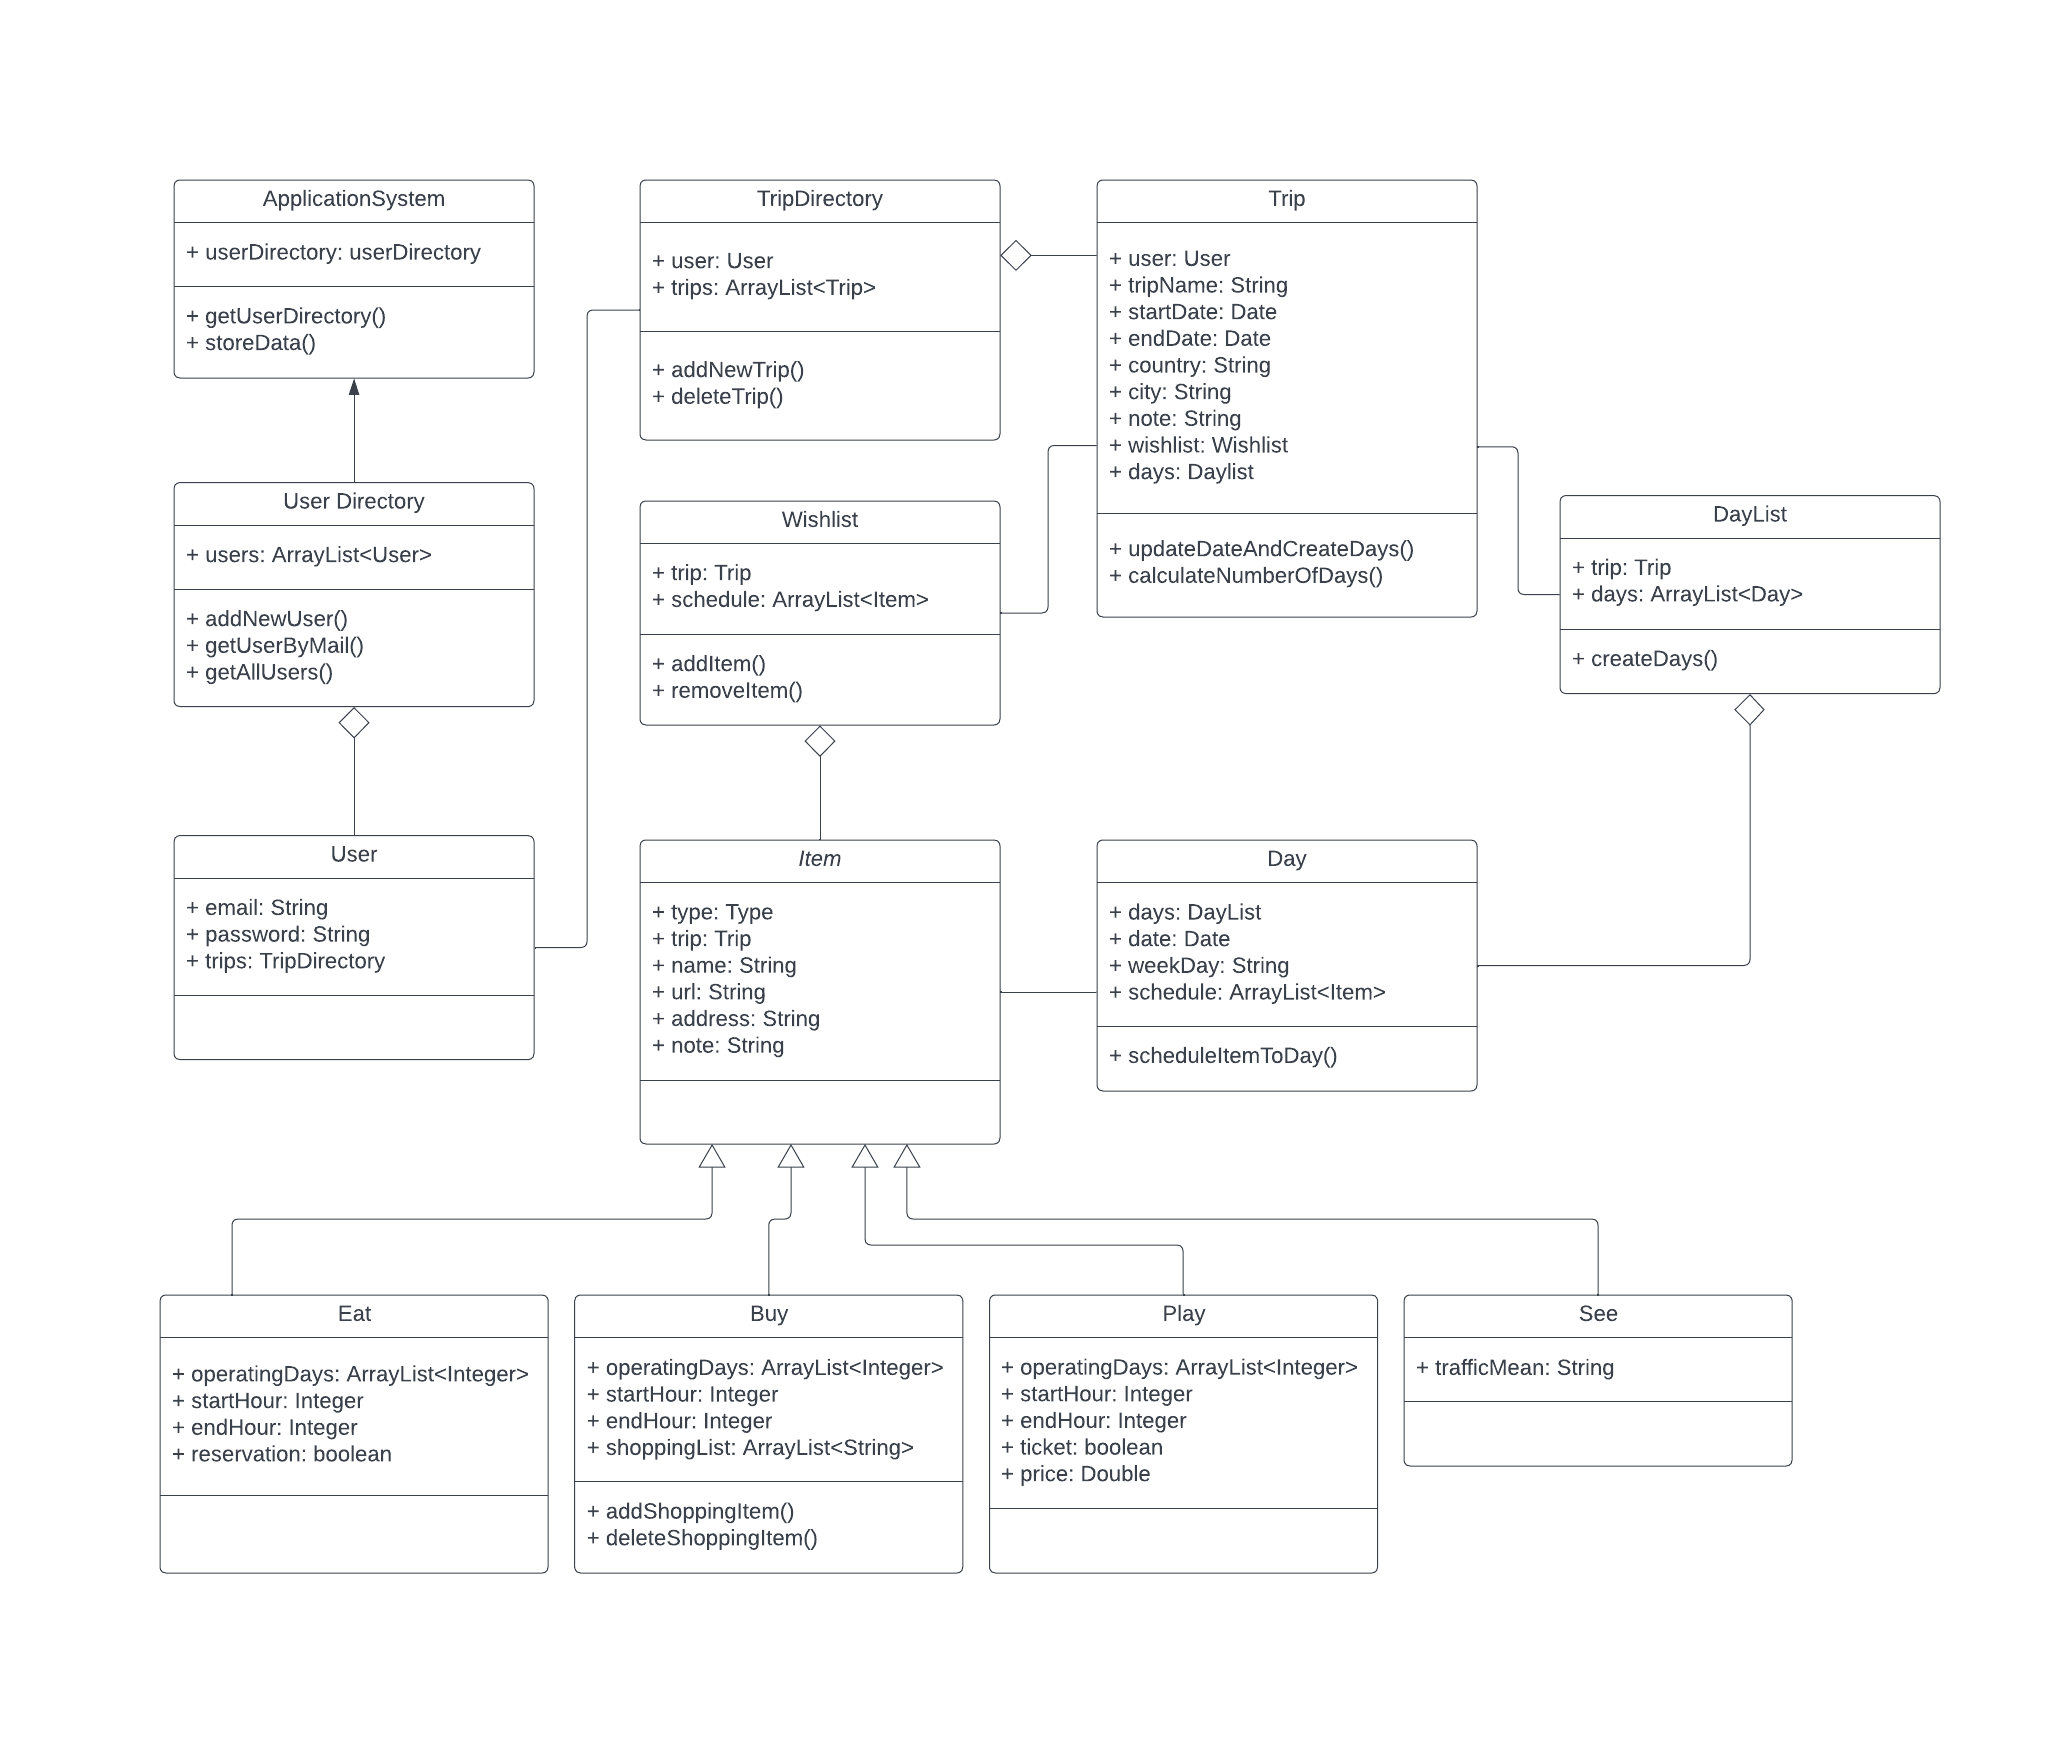 ApplicationSystem
+ userDirectory: userDirectory
+ getUserDirectory()
+ storeData()
TripDirectory
+ user: User
+ trips: ArrayList<Trip>
+ addNewTrip()
+ deleteTrip()
Trip
+ user: User
+ tripName: String
+ startDate: Date
+ endDate: Date
+ country: String
+ city: String
+ note: String
+ wishlist: Wishlist
+ days: Daylist
+ updateDateAndCreateDays()
+ calculateNumberOfDays()
User Directory
+ users: ArrayList<User>
+ addNewUser()
+ getUserByMail()
+ getAllUsers()
Wishlist
+ trip: Trip
+ schedule: ArrayList<Item>
+ addItem()
+ removeItem()
DayList
+ trip: Trip
+ days: ArrayList<Day>
+ createDays()
User
+ email: String
+ password: String
+ trips: TripDirectory
Item
+ type: Type
+ trip: Trip
+ name: String
+ url: String
+ address: String
+ note: String
Day
+ days: DayList
+ date: Date
+ weekDay: String
+ schedule: ArrayList<Item>
+ scheduleItemToDay()
Eat
+ operatingDays: ArrayList<Integer>
+ startHour: Integer
+ endHour: Integer
+ reservation: boolean
Buy
+ operatingDays: ArrayList<Integer>
+ startHour: Integer
+ endHour: Integer
+ shoppingList: ArrayList<String>
+ addShoppingItem()
+ deleteShoppingItem()
Play
+ operatingDays: ArrayList<Integer>
+ startHour: Integer
+ endHour: Integer
+ ticket: boolean
+ price: Double
See
+ trafficMean: String